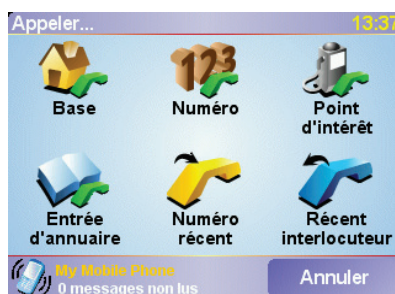 Appeler...
13:37
Base
Numéro
Point
d'intérêt
Entrée
d'annuaire
Numéro
récent
Récent
interlocuteur
My Mobile Phone
0 messages non lus
Annuler